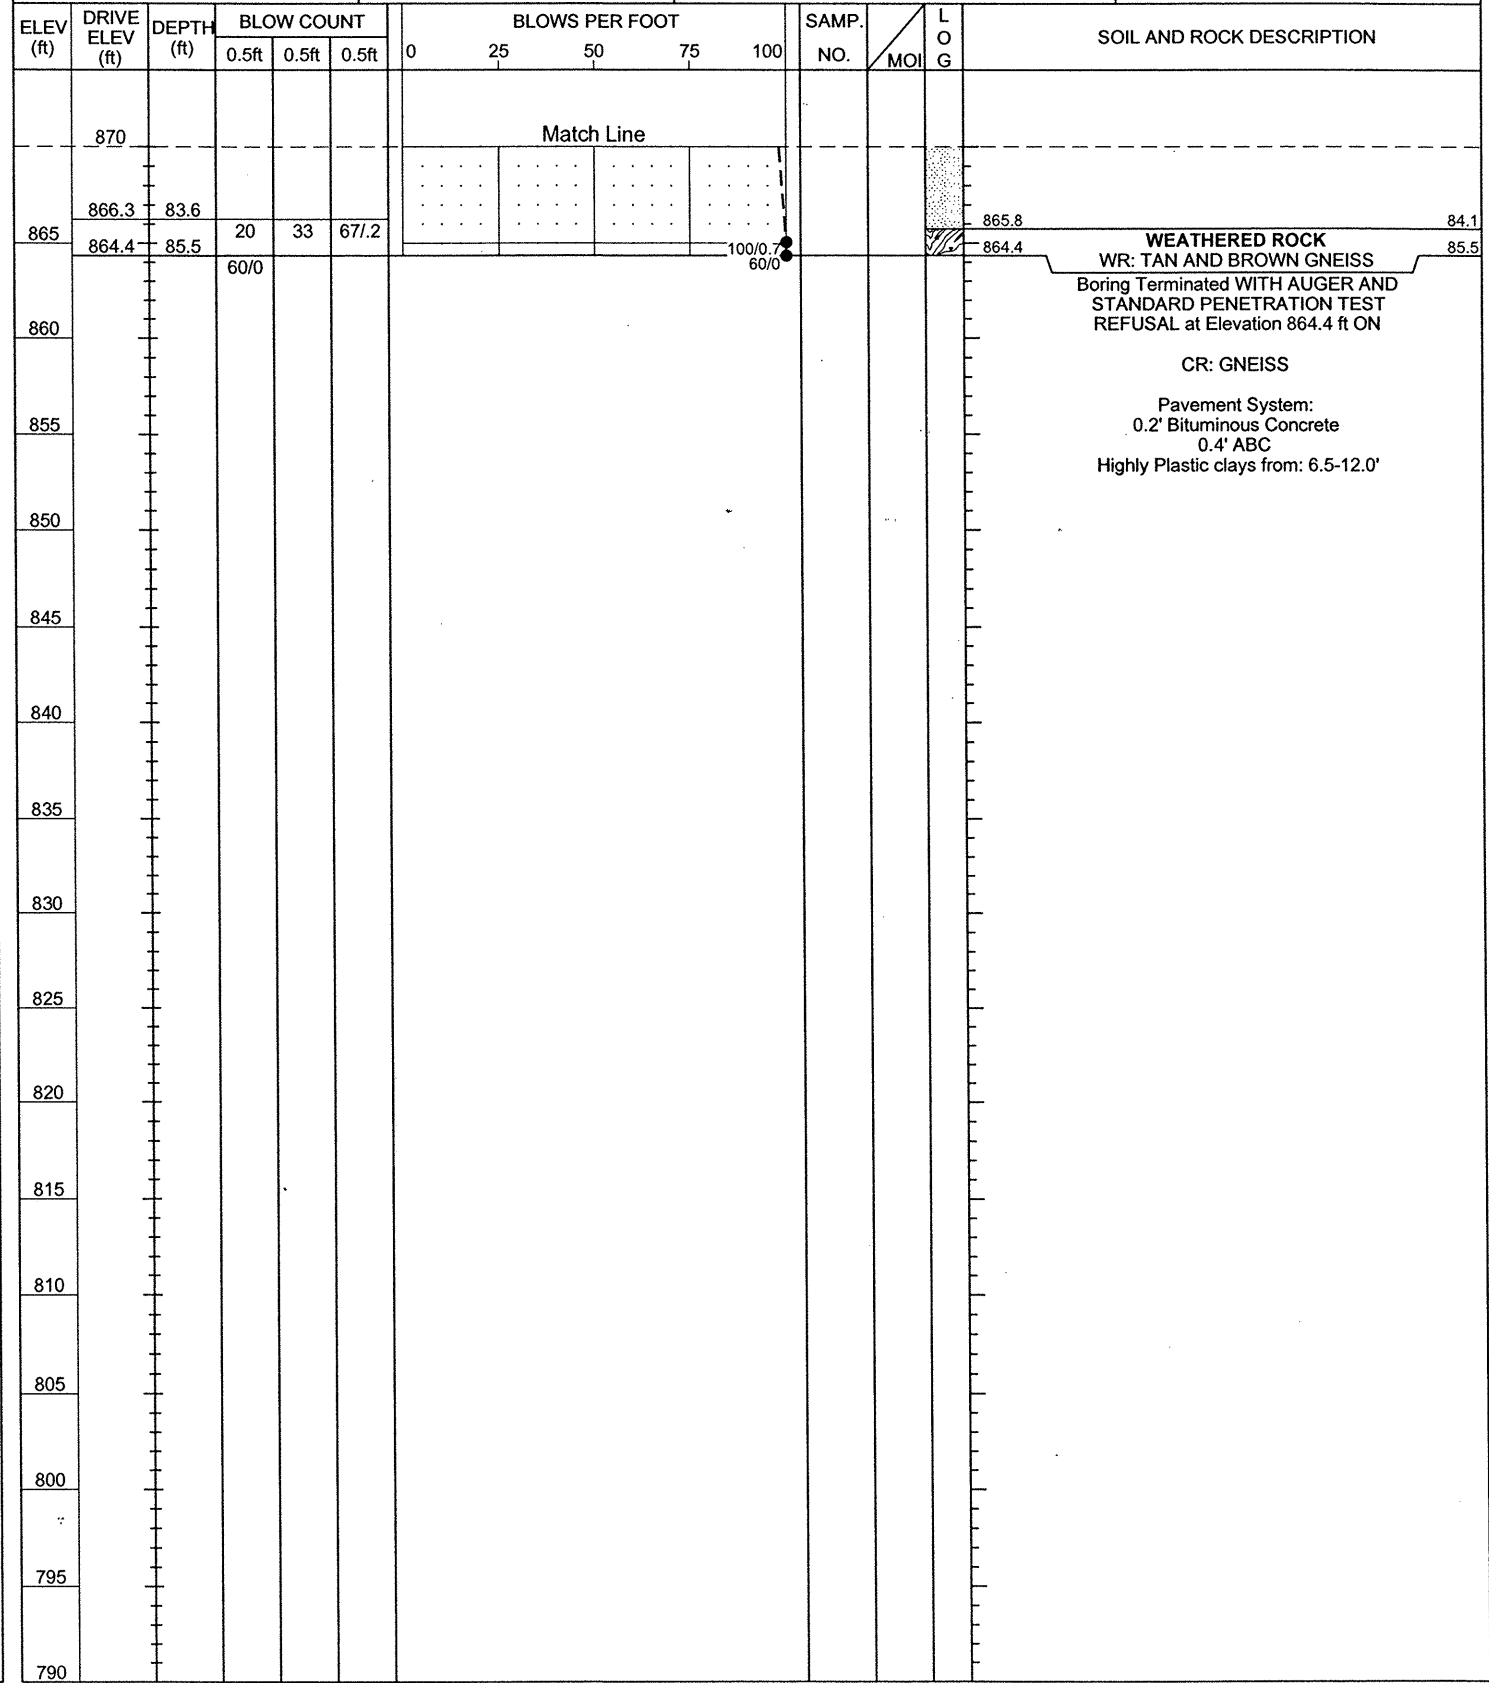 ELEV (ft) DRIVE ELEV (ft) DEPTH (ft) BLOW COUNT BLOWS PER FOOT SAMP. NO. MOI L O G SOIL AND ROCK DESCRIPTION
0.5ft 0.5ft 0.5ft 0 25 50 75 100
870 Match Line
866.3 83.6
20 33 67/.2
865.8 84.1
865 864.4 85.5
100/0.7
60/0
60/0
WEATHERED ROCK
864.4 85.5
WR: TAN AND BROWN GNEISS
Boring Terminated WITH AUGER AND
STANDARD PENETRATION TEST
REFUSAL at Elevation 864.4 ft ON
CR: GNEISS
Pavement System:
0.2' Bituminous Concrete
0.4' ABC
Highly Plastic clays from: 6.5-12.0'
860
855
850
845
840
835
830
825
820
815
810
805
800
795
790